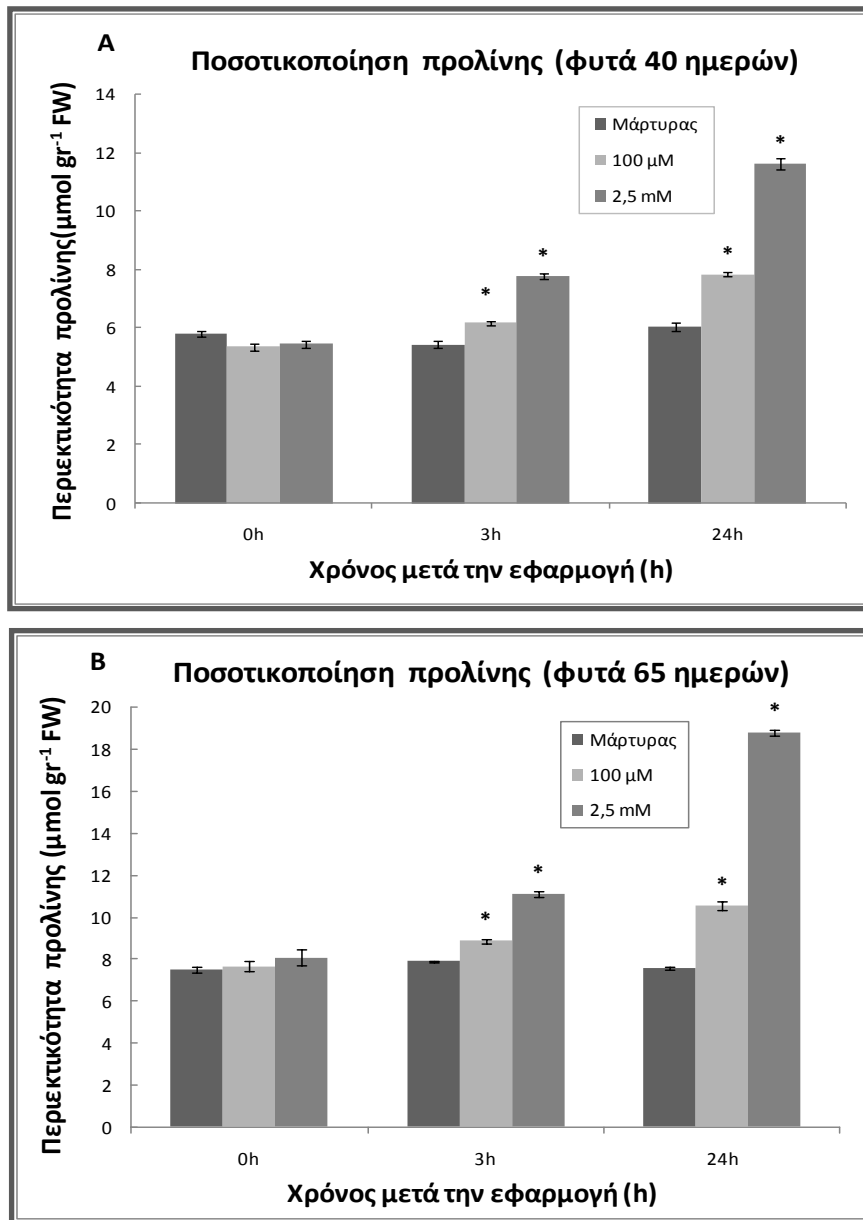 A
Ποσοτικοποίηση προλίνης (φυτά 40 ημερών)
Περιεκτικότητα προλίνης(μmol gr⁻¹ FW)
14
12
10
8
6
4
2
0
Μάρτυρας
100 μΜ
2,5 mM
*
*
*
*
0h
3h
24h
Χρόνος μετά την εφαρμογή (h)
B
Ποσοτικοποίηση προλίνης (φυτά 65 ημερών)
Περιεκτικότητα προλίνης (μmol gr⁻¹ FW)
20
18
16
14
12
10
8
6
4
2
0
Μάρτυρας
100 μΜ
2,5 mM
*
*
*
*
0h
3h
24h
Χρόνος μετά την εφαρμογή (h)